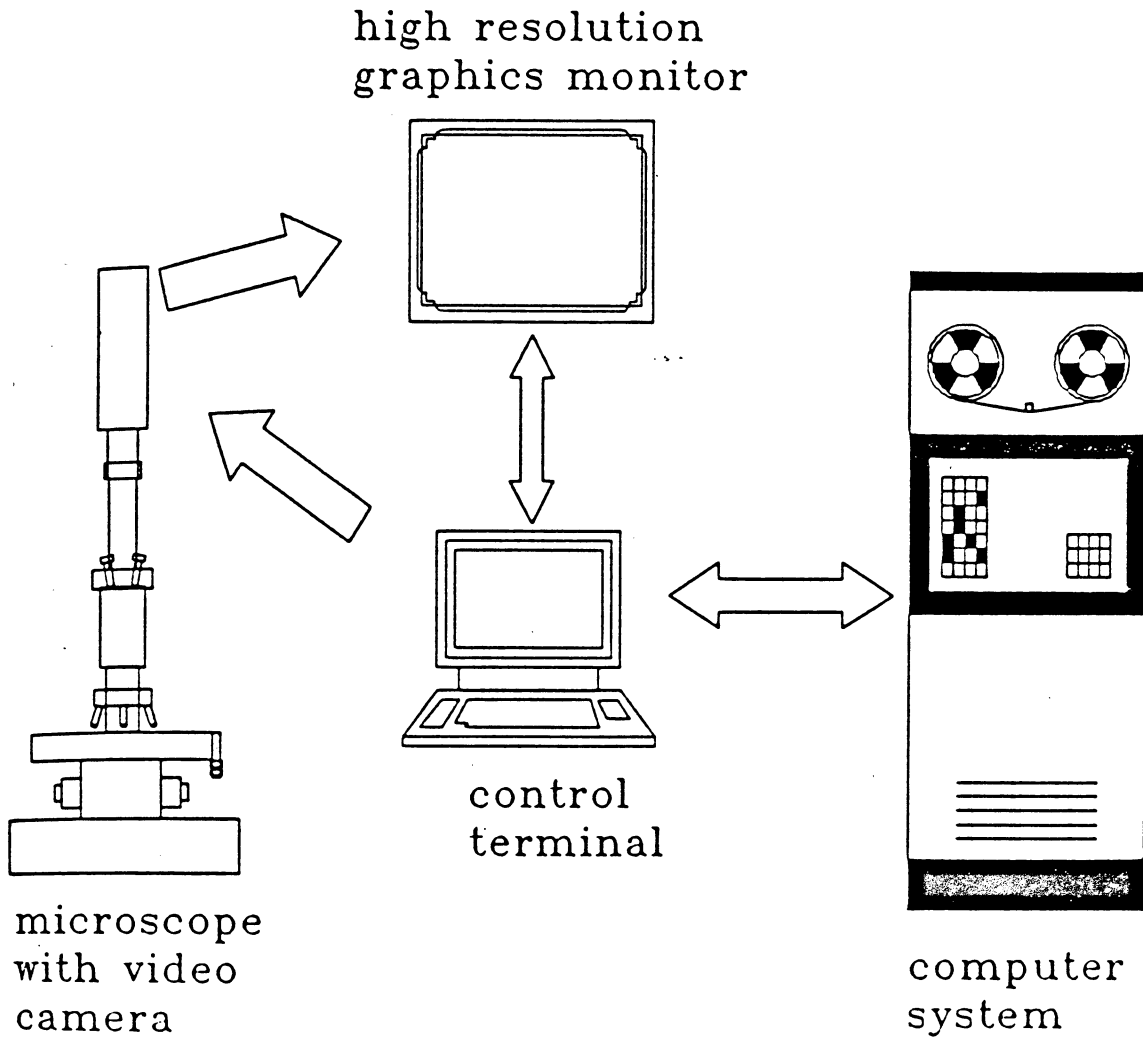 high resolution
graphics monitor
control
terminal
microscope
with video
camera
computer
system